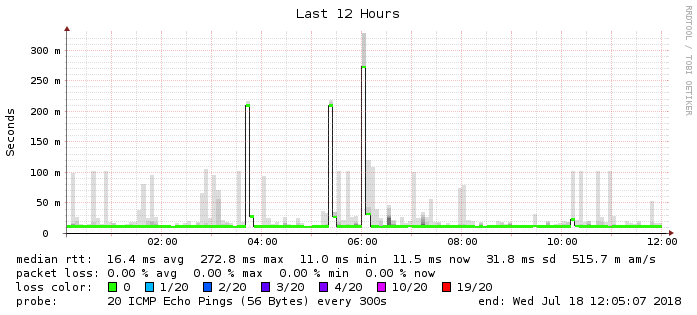 Last 12 Hours
RRDTOOL / TOBI OETIKER
Seconds
300 m
250 m
200 m
150 m
100 m
50 m
0
02:00 04:00 06:00 08:00 10:00 12:00
median rtt: 16.4 ms avg 272.8 ms max 11.0 ms min 11.5 ms now 31.8 ms sd 515.7 m am/s
packet loss: 0.00 % avg 0.00 % max 0.00 % min 0.00 % now
loss color: 0 1/20 2/20 3/20 4/20 10/20 19/20
probe: 20 ICMP Echo Pings (56 Bytes) every 300s end: Wed Jul 18 12:05:07 2018